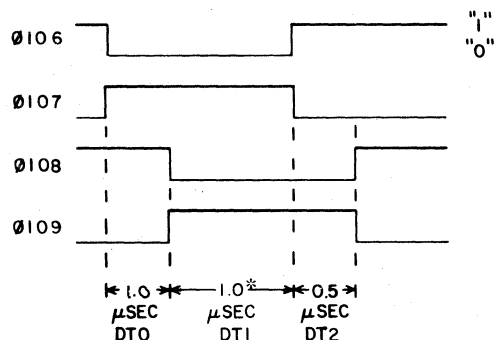 Ø106
"1"
"0"
Ø107
Ø108
Ø109
1.0 1.0* 0.5
μSEC μSEC μSEC
DT0 DT1 DT2